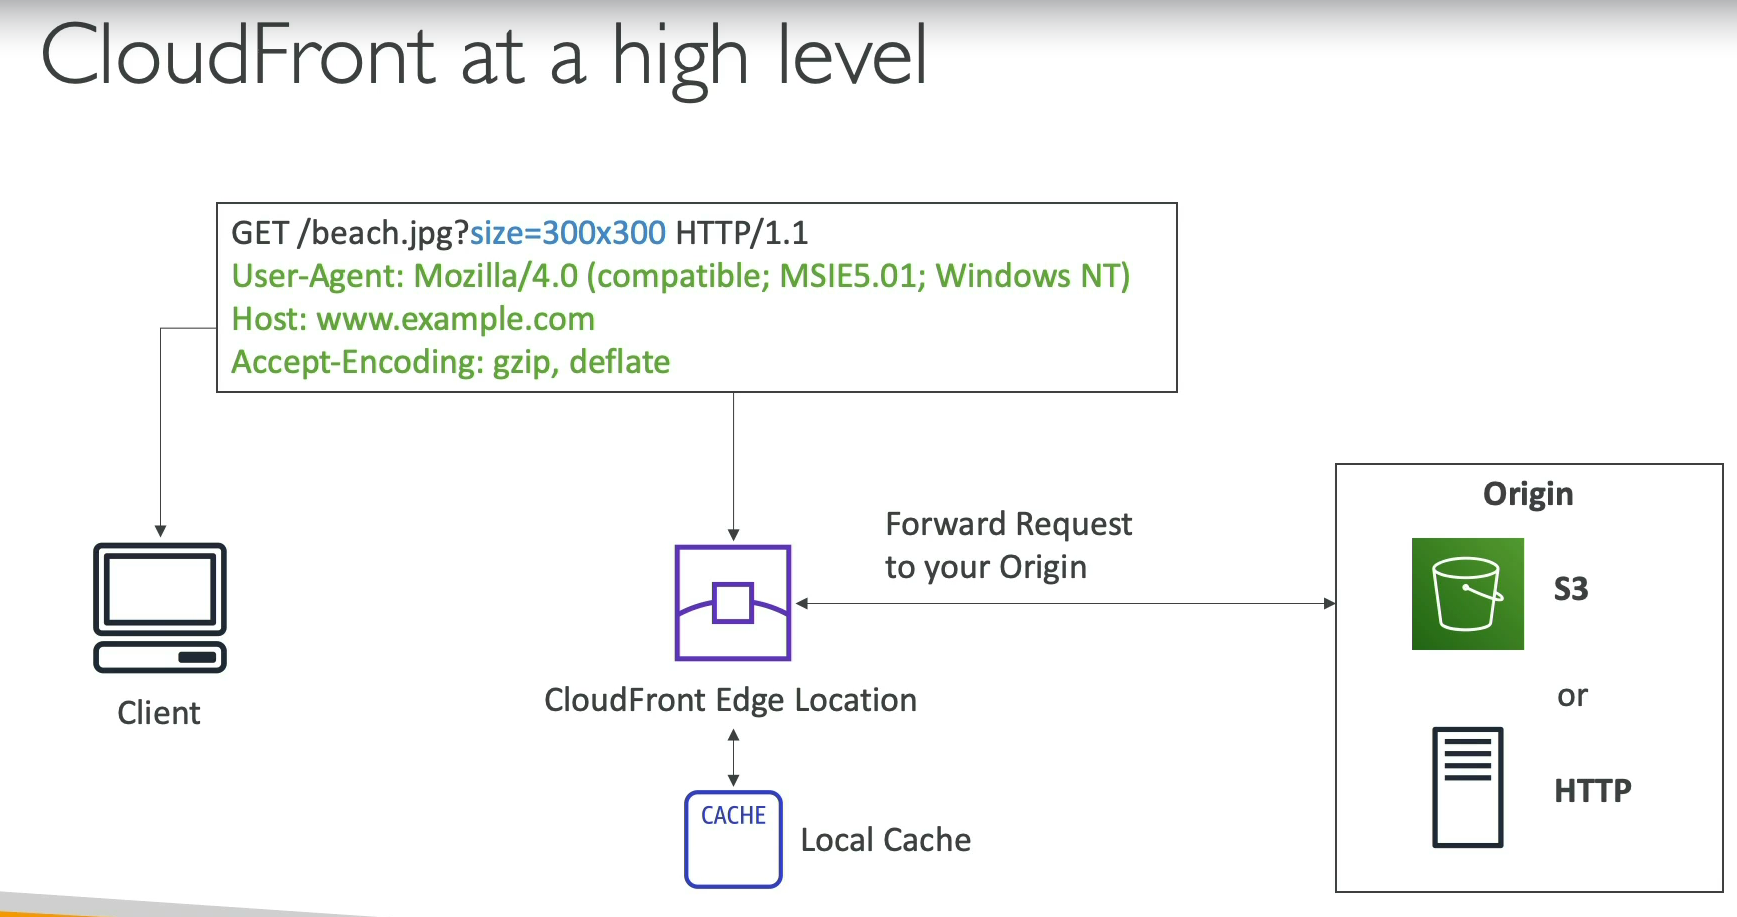 CloudFront at a high level
GET /beach.jpg?size=300x300 HTTP/1.1
User-Agent: Mozilla/4.0 (compatible; MSIE5.01; Windows NT)
Host: www.example.com
Accept-Encoding: gzip, deflate
Client
CloudFront Edge Location
CACHE
Local Cache
Forward Request
to your Origin
Origin
S3
or
HTTP